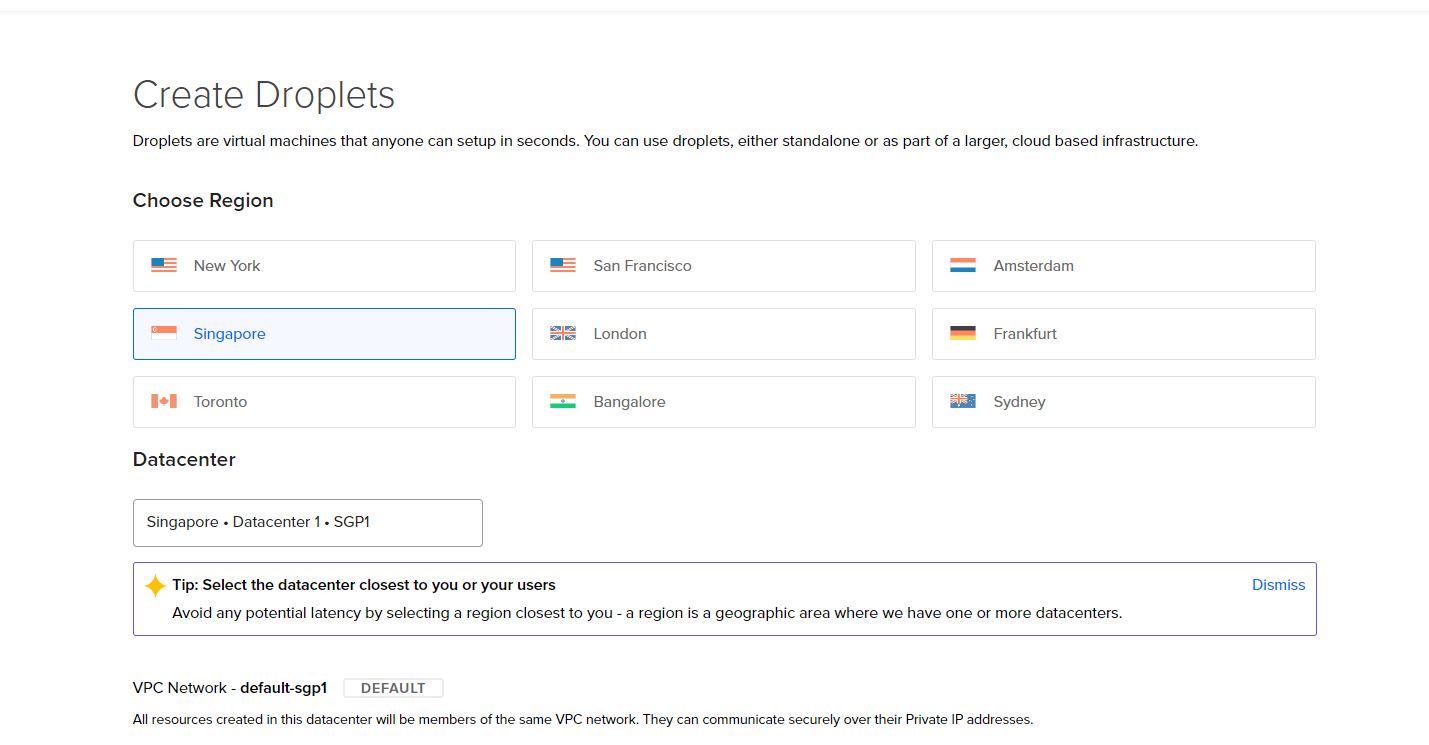 Create Droplets
Droplets are virtual machines that anyone can setup in seconds. You can use droplets, either standalone or as part of a larger, cloud based infrastructure.
Choose Region
New York
San Francisco
Amsterdam
Singapore
London
Frankfurt
Toronto
Bangalore
Sydney
Datacenter
Singapore • Datacenter 1 • SGP1
Tip: Select the datacenter closest to you or your users
Dismiss
Avoid any potential latency by selecting a region closest to you - a region is a geographic area where we have one or more datacenters.
VPC Network - default-sgp1 DEFAULT
All resources created in this datacenter will be members of the same VPC network. They can communicate securely over their Private IP addresses.